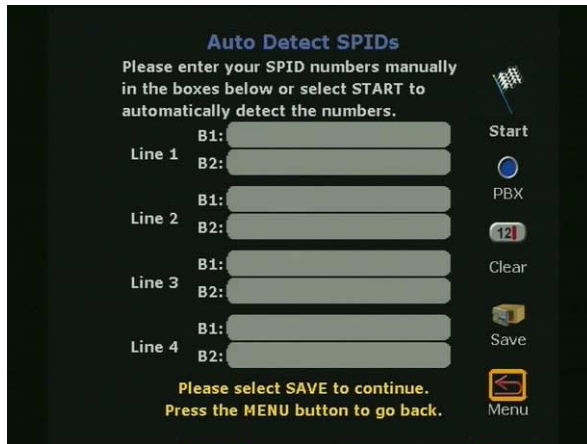 Auto Detect SPIDs
Please enter your SPID numbers manually
in the boxes below or select START to
automatically detect the numbers.
Line 1
B1:
B2:
Line 2
B1:
B2:
Line 3
B1:
B2:
Line 4
B1:
B2:
Please select SAVE to continue.
Press the MENU button to go back.
Start
PBX
12
Clear
Save
Menu